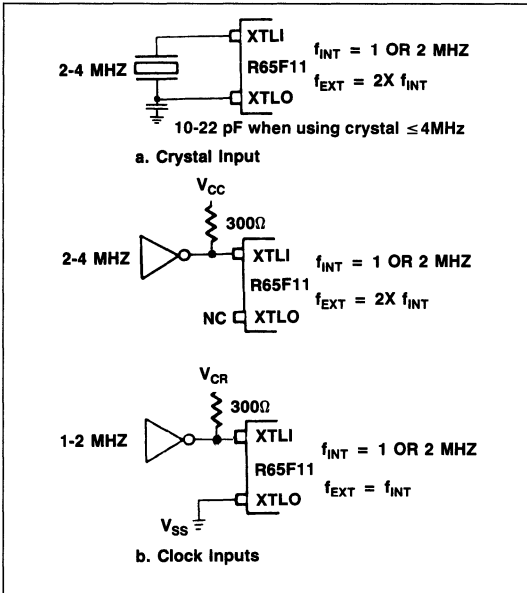 XTLI
2-4 MHZ
R65F11
XTLO
f_INT = 1 OR 2 MHZ
f_EXT = 2X f_INT
10-22 pF when using crystal ≤4MHz
a. Crystal Input
V_CC
300Ω
2-4 MHZ
XTLI
R65F11
NC
XTLO
f_INT = 1 OR 2 MHZ
f_EXT = 2X f_INT
V_CR
300Ω
1-2 MHZ
XTLI
R65F11
XTLO
V_SS
f_INT = 1 OR 2 MHZ
f_EXT = f_INT
b. Clock Inputs